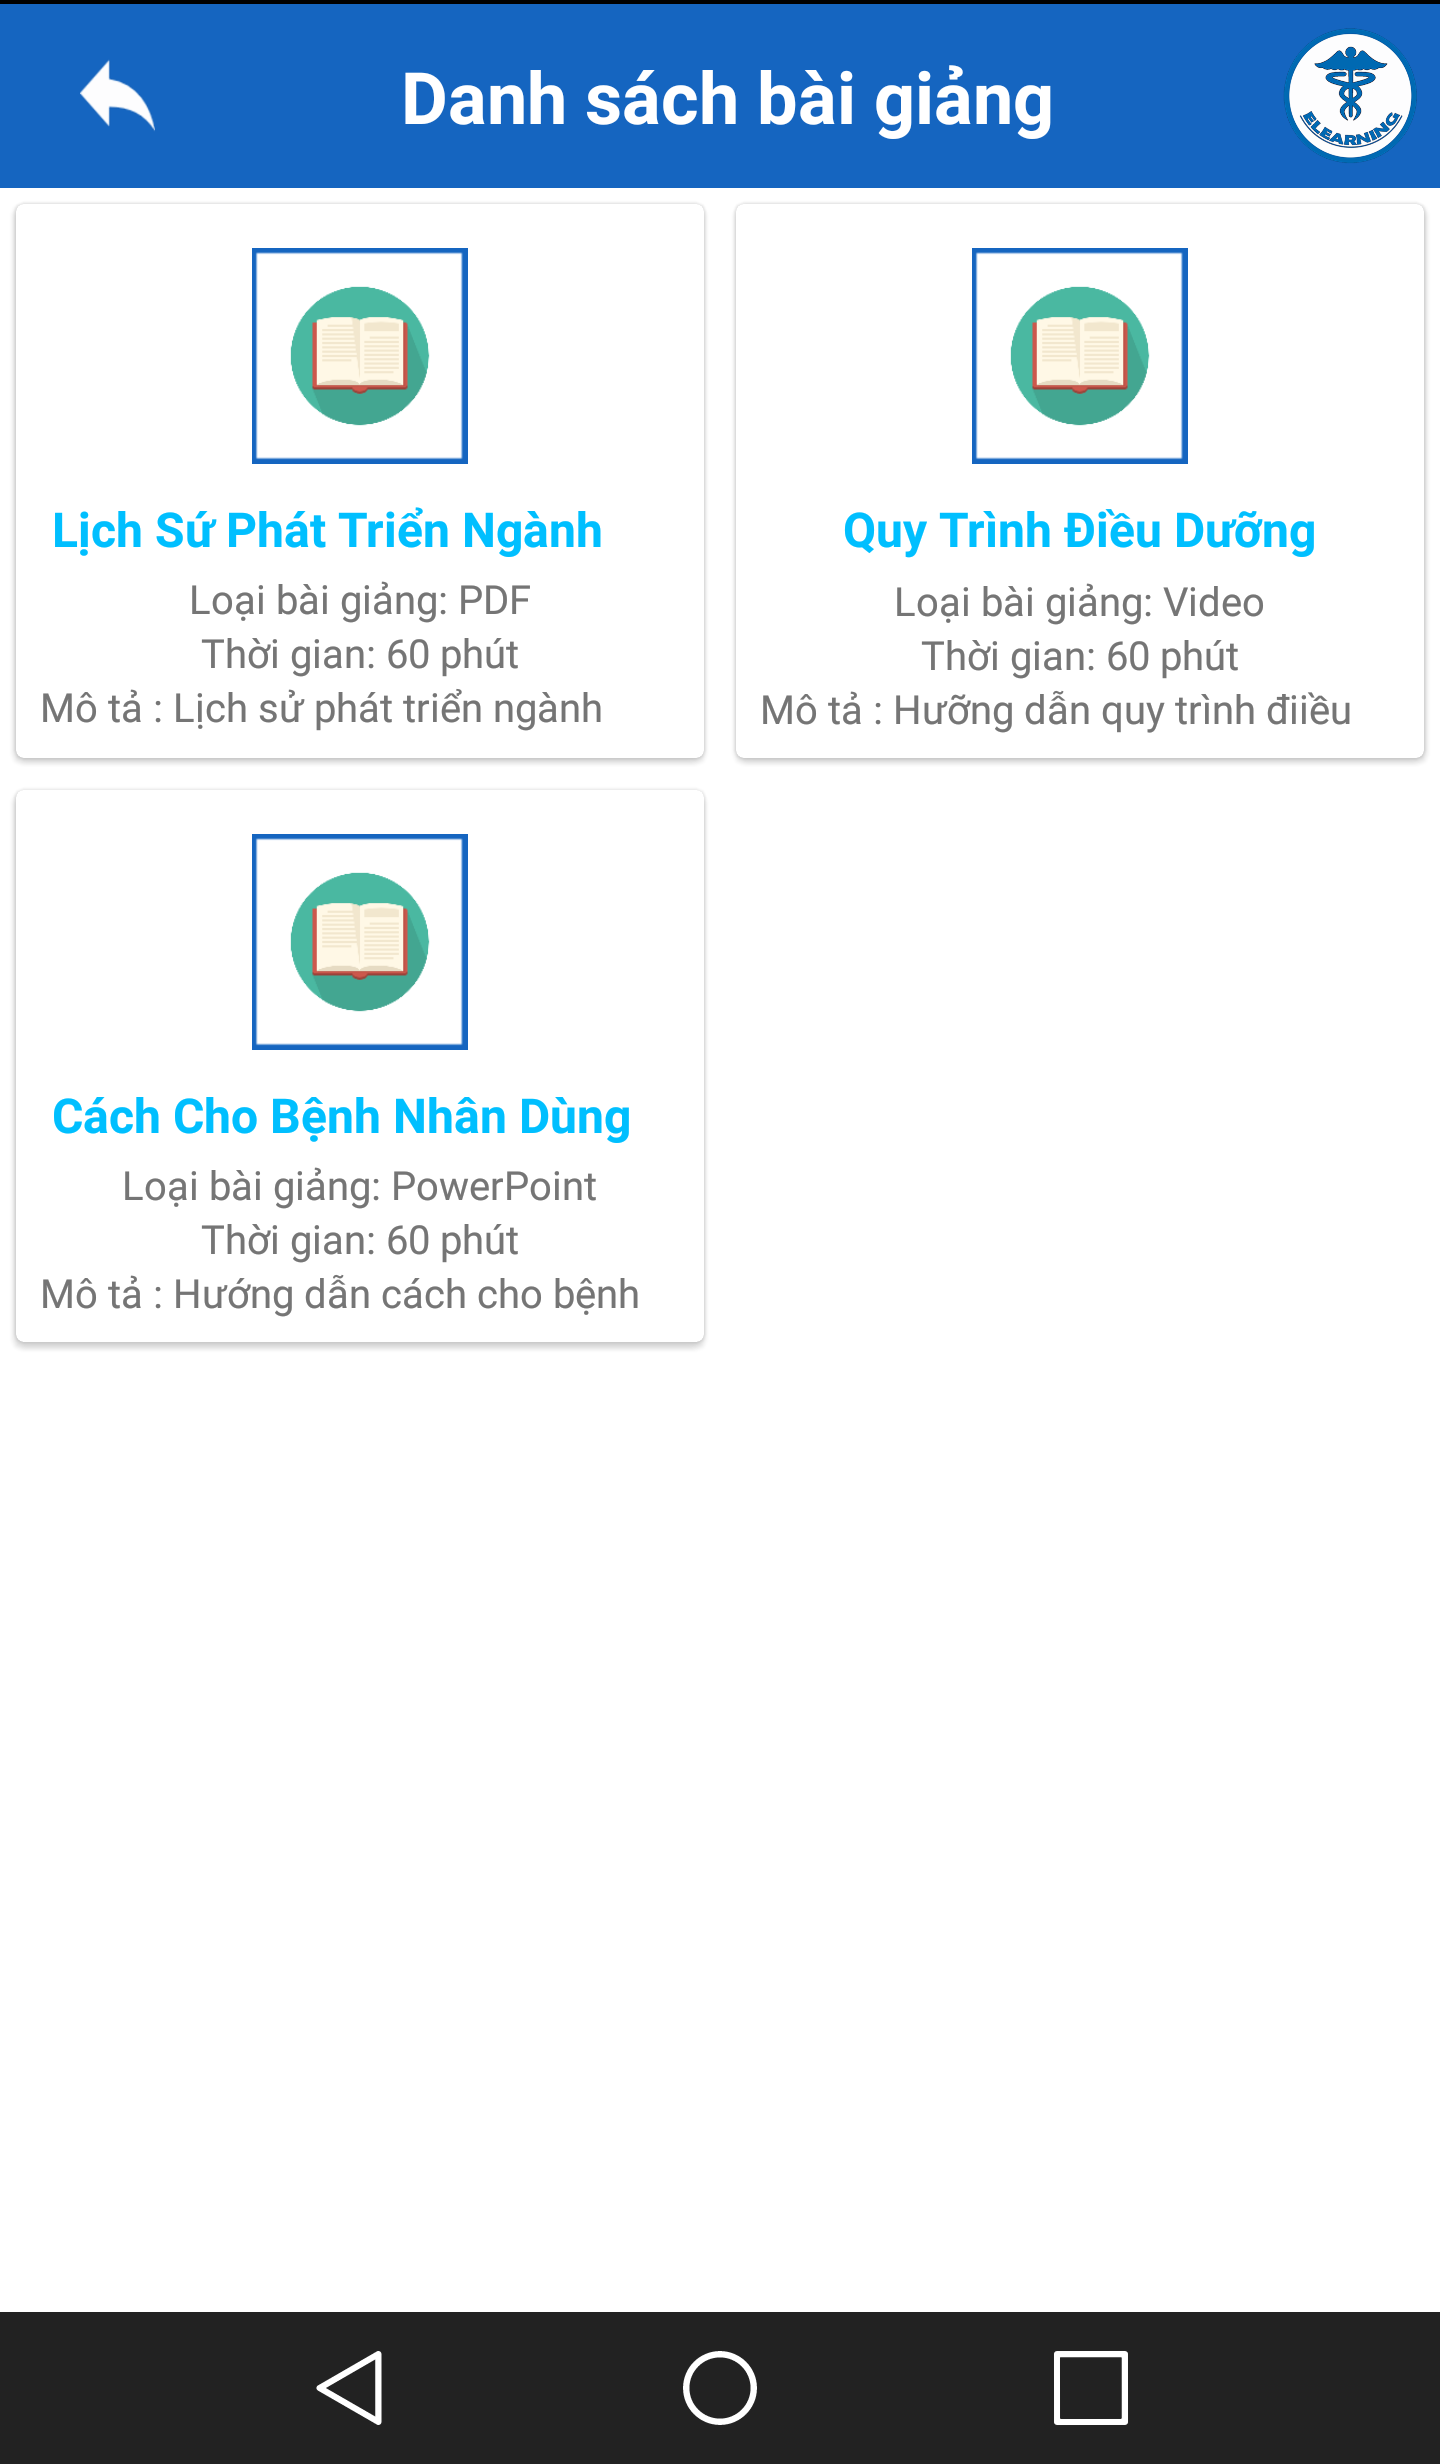 Danh sách bài giảng
ELEARNING
Lịch Sứ Phát Triển Ngành
Loại bài giảng: PDF
Thời gian: 60 phút
Mô tả : Lịch sử phát triển ngành
Quy Trình Điều Dưỡng
Loại bài giảng: Video
Thời gian: 60 phút
Mô tả : Hưỡng dẫn quy trình điiều
Cách Cho Bệnh Nhân Dùng
Loại bài giảng: PowerPoint
Thời gian: 60 phút
Mô tả : Hướng dẫn cách cho bệnh